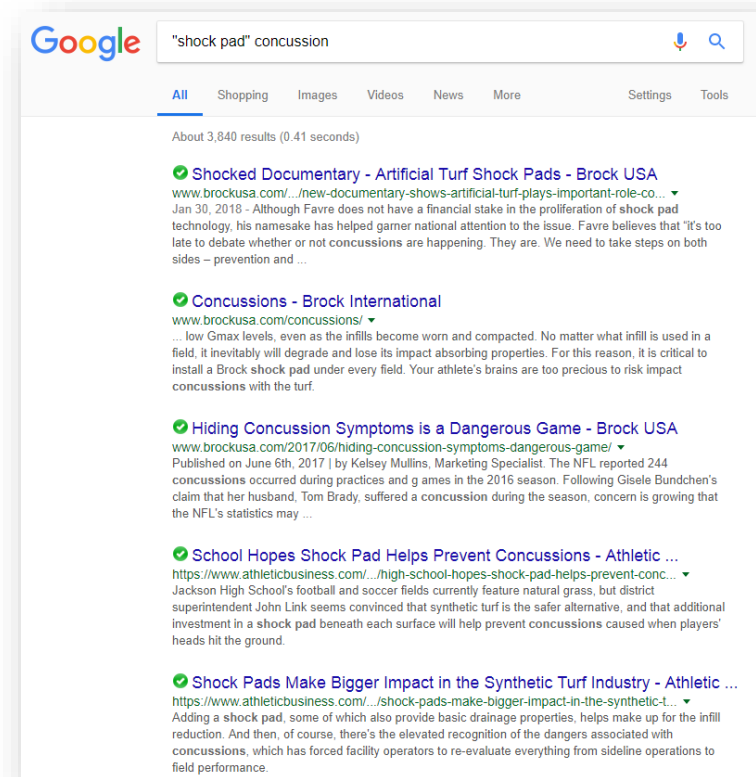 Google
"shock pad" concussion
All Shopping Images Videos News More Settings Tools
About 3,840 results (0.41 seconds)
Shocked Documentary - Artificial Turf Shock Pads - Brock USA
www.brockusa.com/.../new-documentary-shows-artificial-turf-plays-important-role-co...
Jan 30, 2018 - Although Favre does not have a financial stake in the proliferation of shock pad
technology, his namesake has helped garner national attention to the issue. Favre believes that “it's too
late to debate whether or not concussions are happening. They are. We need to take steps on both
sides – prevention and ...
Concussions - Brock International
www.brockusa.com/concussions/
... low Gmax levels, even as the infills become worn and compacted. No matter what infill is used in a
field, it inevitably will degrade and lose its impact absorbing properties. For this reason, it is critical to
install a Brock shock pad under every field. Your athlete's brains are too precious to risk impact
concussions with the turf.
Hiding Concussion Symptoms is a Dangerous Game - Brock USA
www.brockusa.com/2017/06/hiding-concussion-symptoms-dangerous-game/
Published on June 6th, 2017 | by Kelsey Mullins, Marketing Specialist. The NFL reported 244
concussions occurred during practices and g ames in the 2016 season. Following Gisele Bundchen's
claim that her husband, Tom Brady, suffered a concussion during the season, concern is growing that
the NFL's statistics may ...
School Hopes Shock Pad Helps Prevent Concussions - Athletic ...
https://www.athleticbusiness.com/.../high-school-hopes-shock-pad-helps-prevent-conc...
Jackson High School's football and soccer fields currently feature natural grass, but district
superintendent John Link seems convinced that synthetic turf is the safer alternative, and that additional
investment in a shock pad beneath each surface will help prevent concussions caused when players'
heads hit the ground.
Shock Pads Make Bigger Impact in the Synthetic Turf Industry - Athletic ...
https://www.athleticbusiness.com/.../shock-pads-make-bigger-impact-in-the-synthetic-t...
Adding a shock pad, some of which also provide basic drainage properties, helps make up for the infill
reduction. And then, of course, there's the elevated recognition of the dangers associated with
concussions, which has forced facility operators to re-evaluate everything from sideline operations to
field performance.